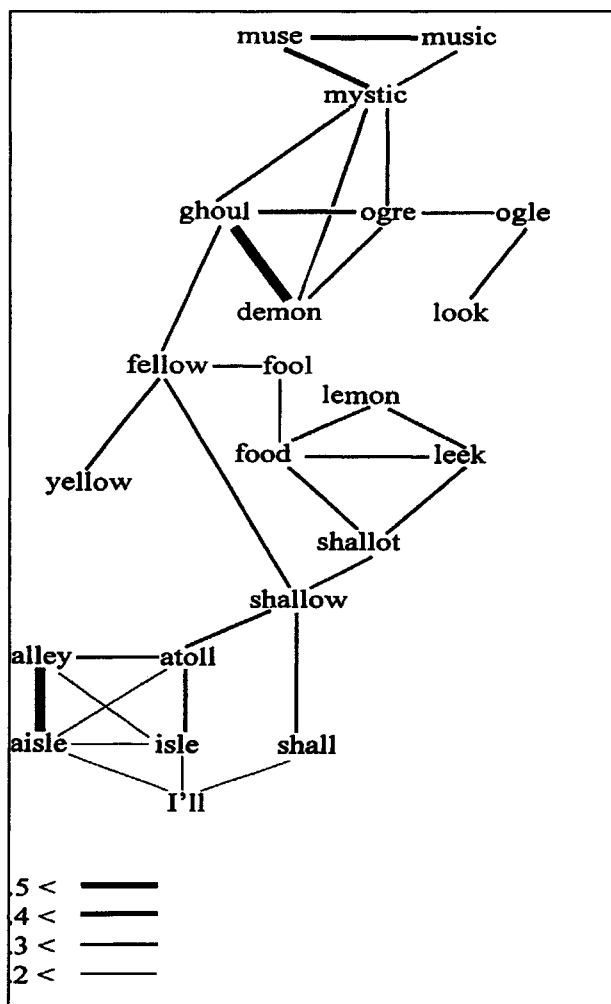 muse music
mystic
ghoul ogre ogle
demon look
fellow fool
lemon
food leek
yellow
shallot
shallow
alley atoll
aisle isle shall
I'll
.5 <
.4 <
.3 <
.2 <